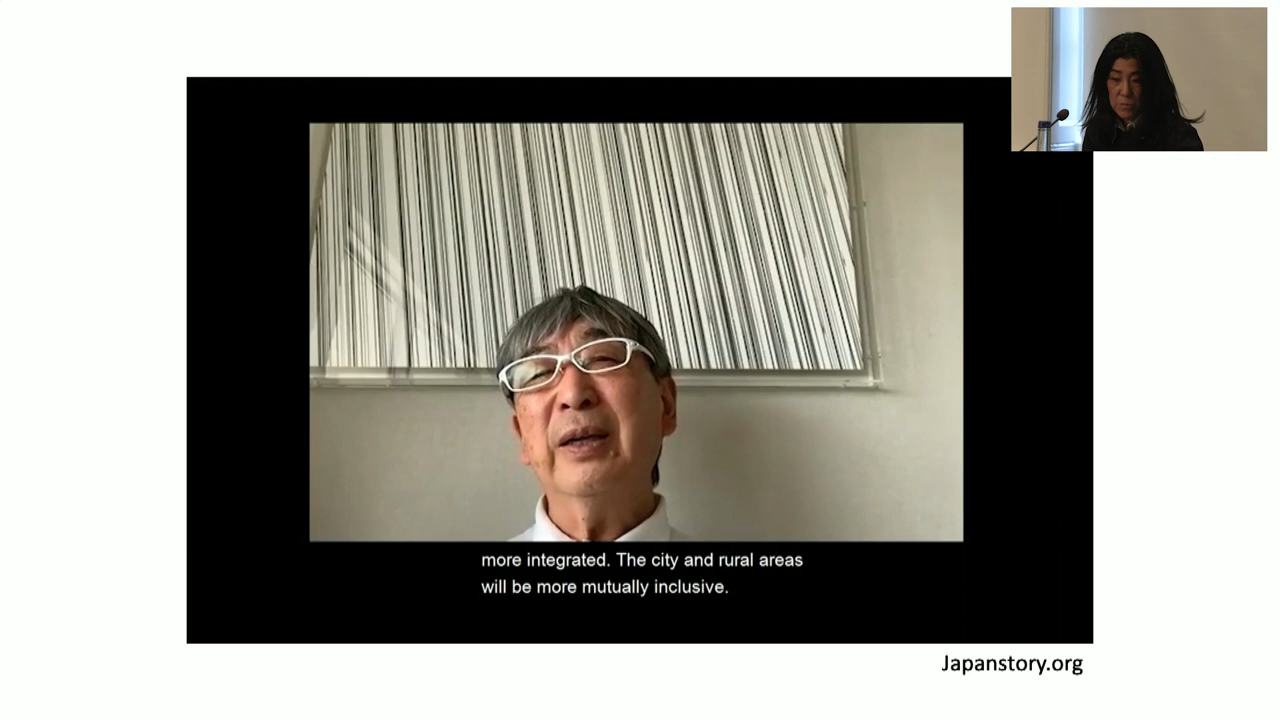 more integrated. The city and rural areas
will be more mutually inclusive.
Japanstory.org